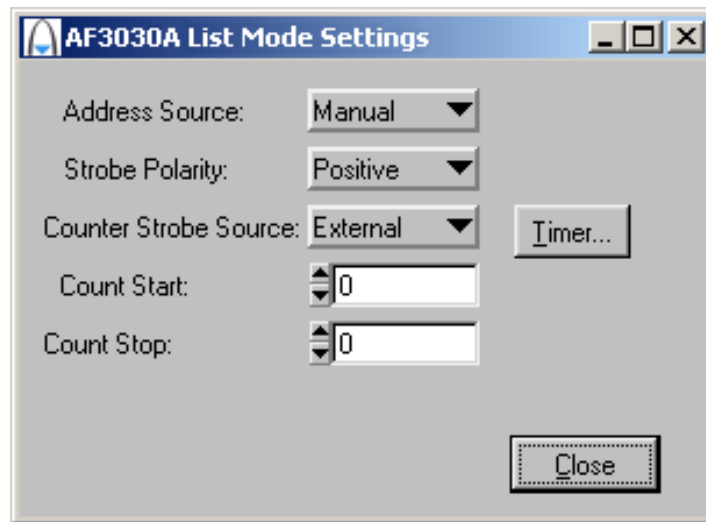 AF3030A List Mode Settings
Address Source: Manual
Strobe Polarity: Positive
Counter Strobe Source: External Timer...
Count Start: 0
Count Stop: 0
Close